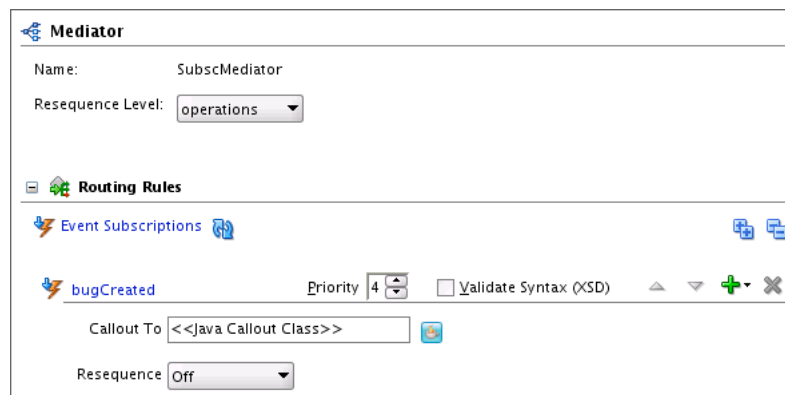 Mediator
Name: SubscMediator
Resequence Level: operations
Routing Rules
Event Subscriptions
bugCreated Priority 4 Validate Syntax (XSD)
Callout To <<Java Callout Class>>
Resequence Off